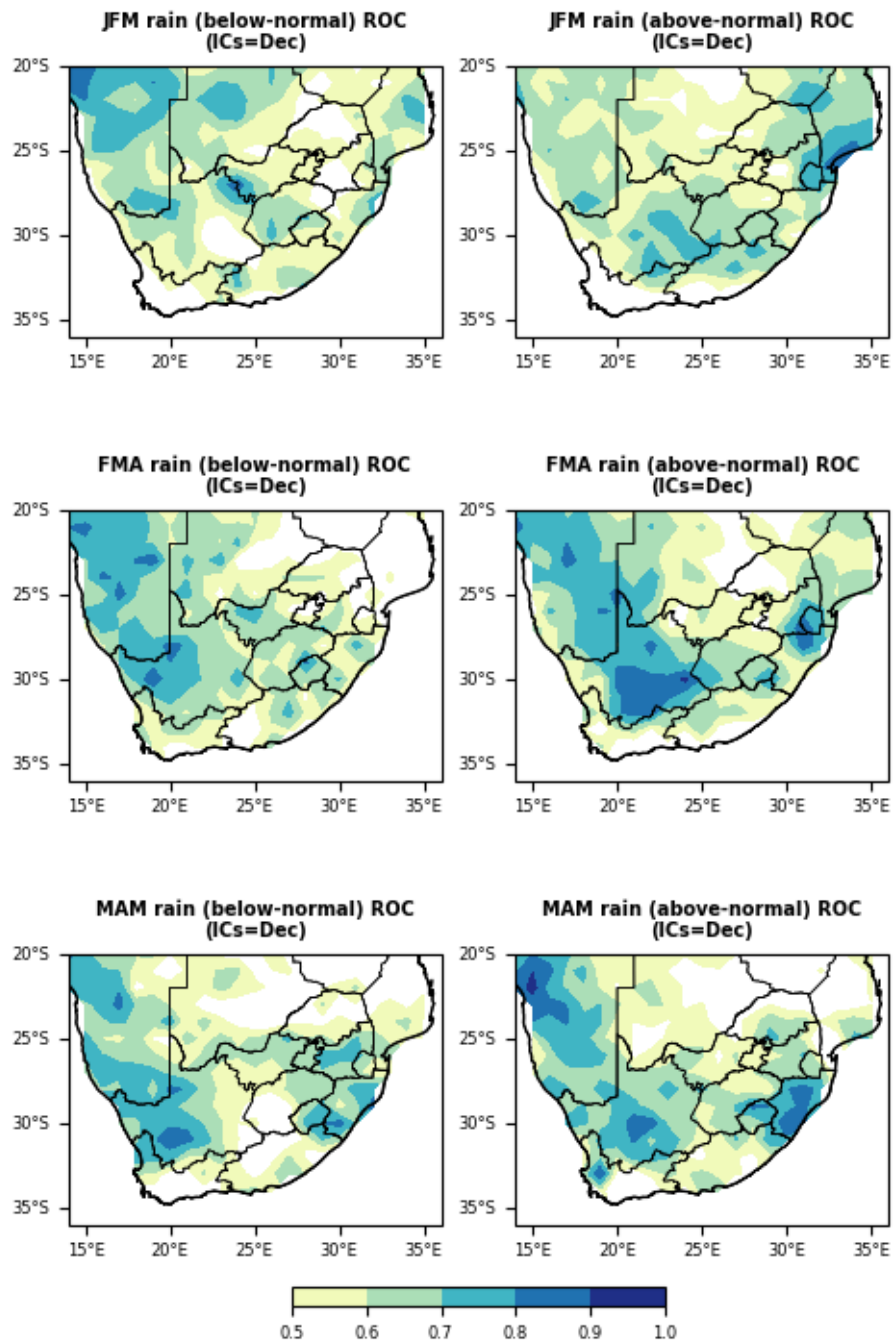 JFM rain (below-normal) ROC
(ICs=Dec)
JFM rain (above-normal) ROC
(ICs=Dec)
20°S
25°S
30°S
35°S
15°E 20°E 25°E 30°E 35°E
20°S
25°S
30°S
35°S
15°E 20°E 25°E 30°E 35°E
FMA rain (below-normal) ROC
(ICs=Dec)
FMA rain (above-normal) ROC
(ICs=Dec)
20°S
25°S
30°S
35°S
15°E 20°E 25°E 30°E 35°E
20°S
25°S
30°S
35°S
15°E 20°E 25°E 30°E 35°E
MAM rain (below-normal) ROC
(ICs=Dec)
MAM rain (above-normal) ROC
(ICs=Dec)
20°S
25°S
30°S
35°S
15°E 20°E 25°E 30°E 35°E
20°S
25°S
30°S
35°S
15°E 20°E 25°E 30°E 35°E
0.5 0.6 0.7 0.8 0.9 1.0